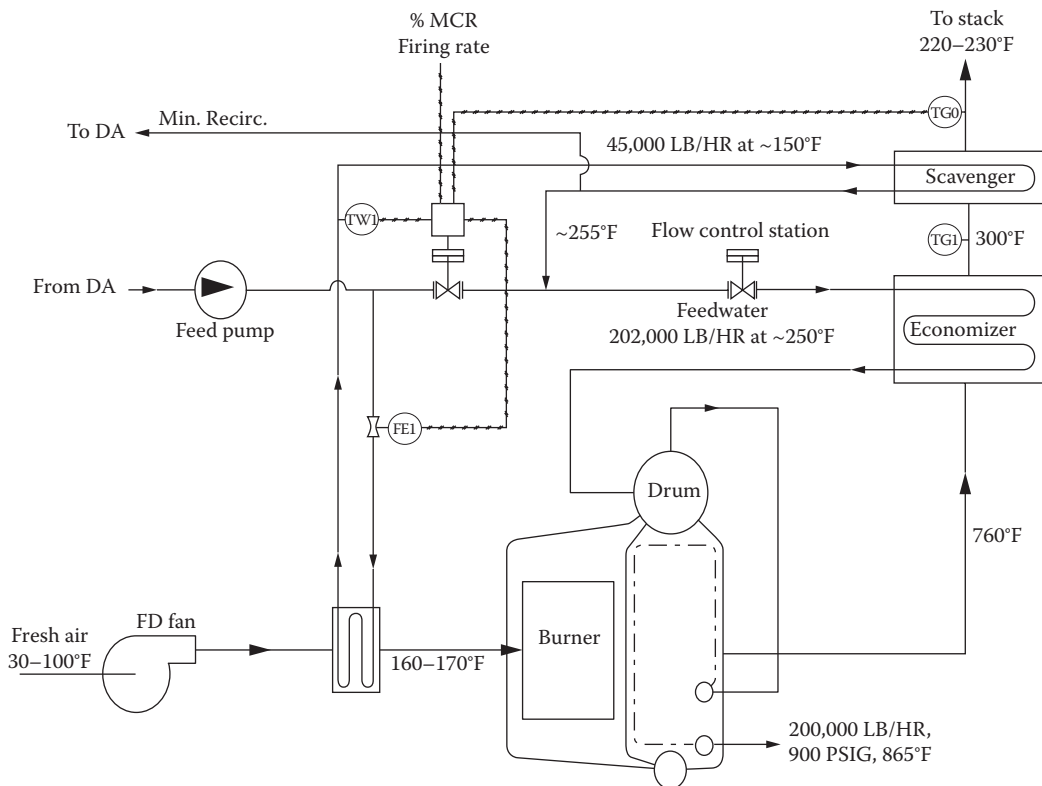 % MCR
Firing rate
To stack
220–230°F
To DA
Min. Recirc.
TG0
45,000 LB/HR at ~150°F
Scavenger
TW1
~255°F
Flow control station
TG1
300°F
From DA
Feed pump
Feedwater
202,000 LB/HR at ~250°F
Economizer
FE1
Drum
760°F
FD fan
Fresh air
30–100°F
160–170°F
Burner
200,000 LB/HR,
900 PSIG, 865°F